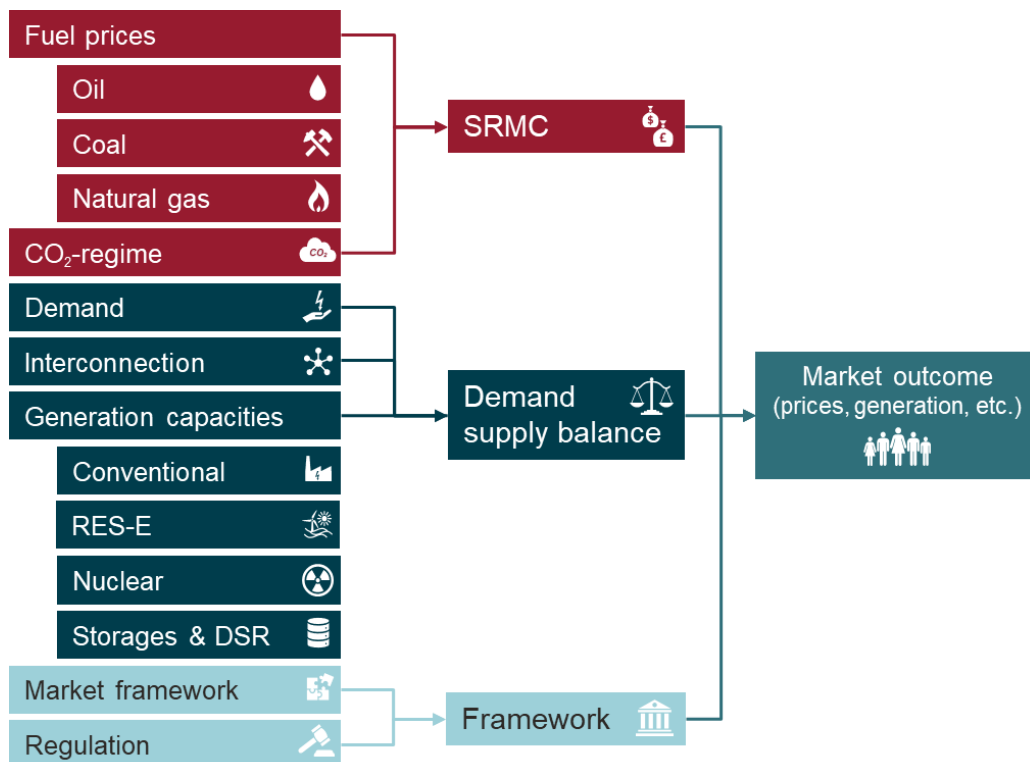 Fuel prices
Oil
Coal
Natural gas
CO₂-regime
CO₂
Demand
Interconnection
Generation capacities
Conventional
RES-E
Nuclear
Storages & DSR
Market framework
Regulation
SRMC
$
£
Demand
supply balance
Framework
Market outcome
(prices, generation, etc.)